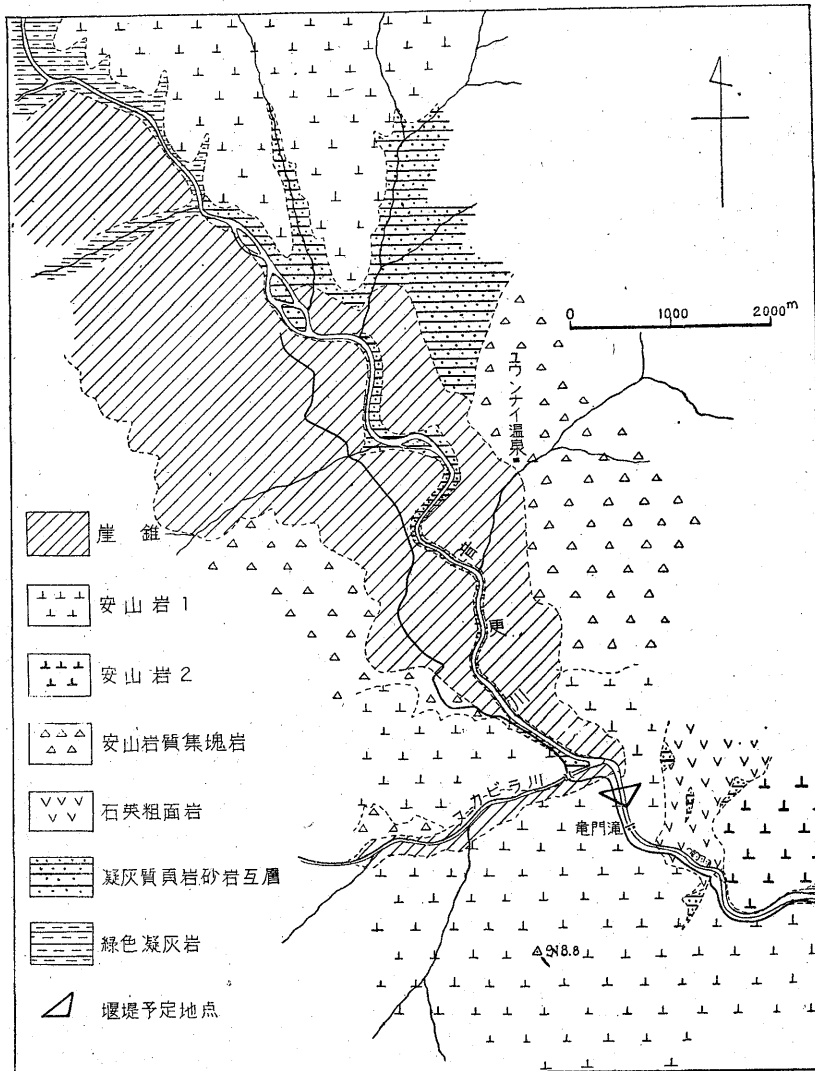 0 1000 2000m
ユウンナイ温泉
音
更
川
ユカビラ川
竜門滝
崖錐
安山岩1
安山岩2
安山岩質集塊岩
石英粗面岩
凝灰質頁岩砂岩互層
緑色凝灰岩
堰堤予定地点